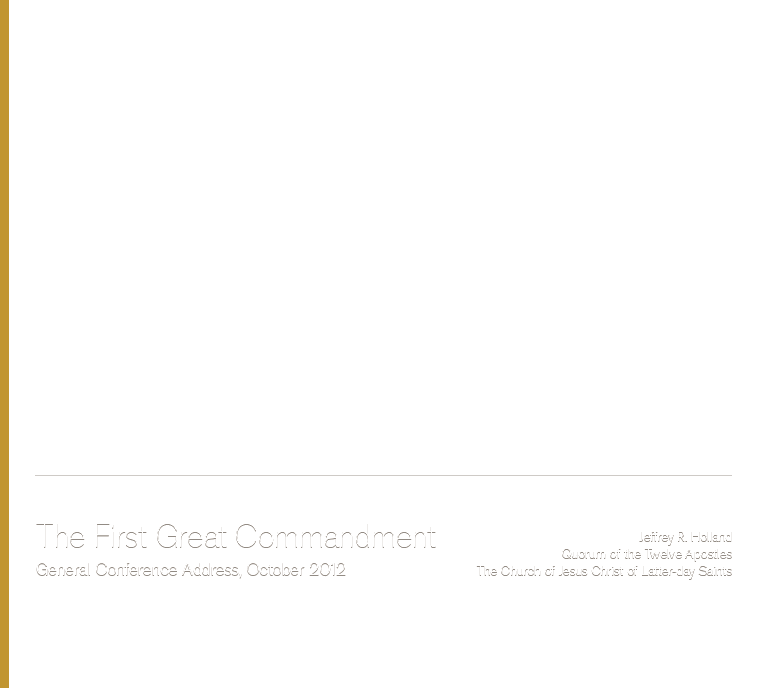 The First Great Commandment
General Conference Address, October 2012
Jeffrey R. Holland
Quorum of the Twelve Apostles
The Church of Jesus Christ of Latter-day Saints